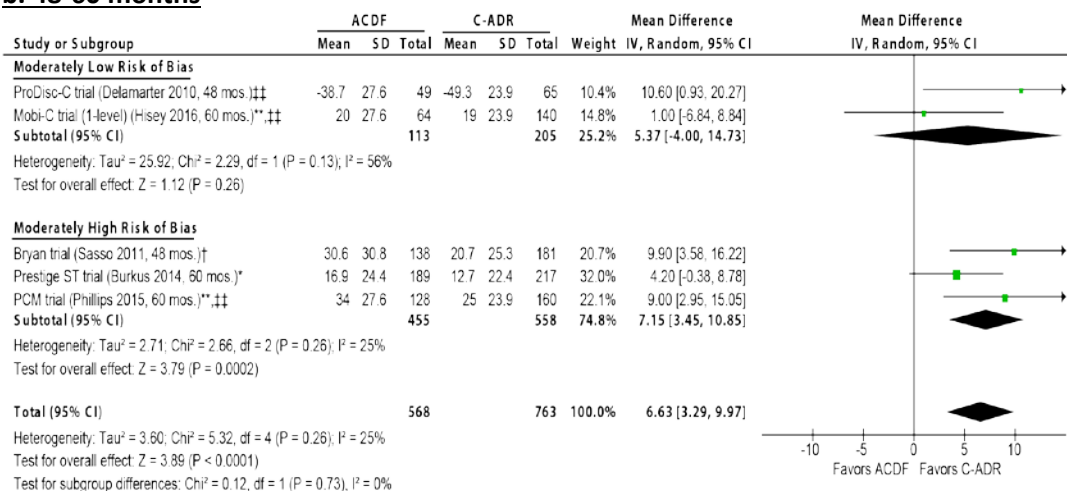 b. 48-60 months
ACDF C-ADR Mean Difference Mean Difference
Study or Subgroup Mean SD Total Mean SD Total Weight IV, Random, 95% CI IV, Random, 95% CI
Moderately Low Risk of Bias
ProDisc-C trial (Delamarter 2010, 48 mos.)‡‡ -38.7 27.6 49 -49.3 23.9 65 10.4% 10.60 [0.93, 20.27]
Mobi-C trial (1-level) (Hisey 2016, 60 mos.)**,‡‡ 20 27.6 64 19 23.9 140 14.8% 1.00 [-6.84, 8.84]
Subtotal (95% CI) 113 205 25.2% 5.37 [-4.00, 14.73]
Heterogeneity: Tau² = 25.92; Chi² = 2.29, df = 1 (P = 0.13); I² = 56%
Test for overall effect: Z = 1.12 (P = 0.26)
Moderately High Risk of Bias
Bryan trial (Sasso 2011, 48 mos.)† 30.6 30.8 138 20.7 25.3 181 20.7% 9.90 [3.58, 16.22]
Prestige ST trial (Burkus 2014, 60 mos.)* 16.9 24.4 189 12.7 22.4 217 32.0% 4.20 [-0.38, 8.78]
PCM trial (Phillips 2015, 60 mos.)**,‡‡ 34 27.6 128 25 23.9 160 22.1% 9.00 [2.95, 15.05]
Subtotal (95% CI) 455 558 74.8% 7.15 [3.45, 10.85]
Heterogeneity: Tau² = 2.71; Chi² = 2.66, df = 2 (P = 0.26); I² = 25%
Test for overall effect: Z = 3.79 (P = 0.0002)
Total (95% CI) 568 763 100.0% 6.63 [3.29, 9.97]
Heterogeneity: Tau² = 3.60; Chi² = 5.32, df = 4 (P = 0.26); I² = 25%
Test for overall effect: Z = 3.89 (P < 0.0001)
Test for subgroup differences: Chi² = 0.12, df = 1 (P = 0.73), I² = 0%
-10 -5 0 5 10
Favors ACDF Favors C-ADR